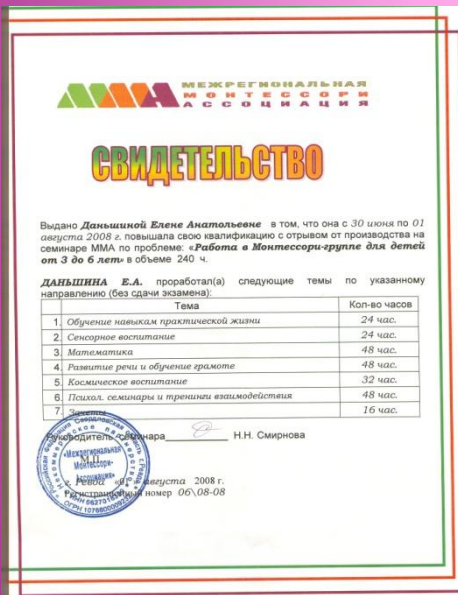 МЕЖРЕГИОНАЛЬНАЯ
МОНТЕССОРИ
АССОЦИАЦИЯ
СВИДЕТЕЛЬСТВО
Выдано Даньшиной Елене Анатольевне в том, что она с 30 июня по 01
августа 2008 г. повышала свою квалификацию с отрывом от производства на
семинаре ММА по проблеме: «Работа в Монтессори-группе для детей
от 3 до 6 лет» в объеме 240 ч.
ДАНЬШИНА Е.А. проработал(а) следующие темы по указанному
направлению (без сдачи экзамена):
Тема Кол-во часов
1. Обучение навыкам практической жизни 24 час.
2. Сенсорное воспитание 24 час.
3. Математика 48 час.
4. Развитие речи и обучение грамоте 48 час.
5. Космическое воспитание 32 час.
6. Психол. семинары и тренинги взаимодействия 48 час.
7. Зачеты 16 час.
Руководитель семинара Н.Н. Смирнова
М.П.
«Межрегиональная
Монтессори-
Ассоциация»
г. Ревда «01» августа 2008 г.
Регистрационный номер 06\08-08